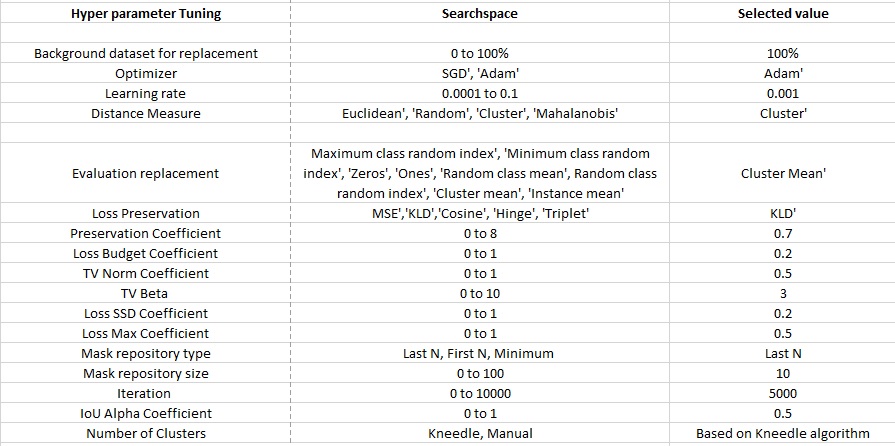 Hyper parameter Tuning Searchspace Selected value
Background dataset for replacement 0 to 100% 100%
Optimizer SGD', 'Adam' Adam'
Learning rate 0.0001 to 0.1 0.001
Distance Measure Euclidean', 'Random', 'Cluster', 'Mahalanobis' Cluster'
Maximum class random index', 'Minimum class random
Evaluation replacement index', 'Zeros', 'Ones', 'Random class mean', Random class Cluster Mean'
random index', 'Cluster mean', 'Instance mean'
Loss Preservation MSE','KLD','Cosine', 'Hinge', 'Triplet' KLD'
Preservation Coefficient 0 to 8 0.7
Loss Budget Coefficient 0 to 1 0.2
TV Norm Coefficient 0 to 1 0.5
TV Beta 0 to 10 3
Loss SSD Coefficient 0 to 1 0.2
Loss Max Coefficient 0 to 1 0.5
Mask repository type Last N, First N, Minimum Last N
Mask repository size 0 to 100 10
Iteration 0 to 10000 5000
IoU Alpha Coefficient 0 to 1 0.5
Number of Clusters Kneedle, Manual Based on Kneedle algorithm